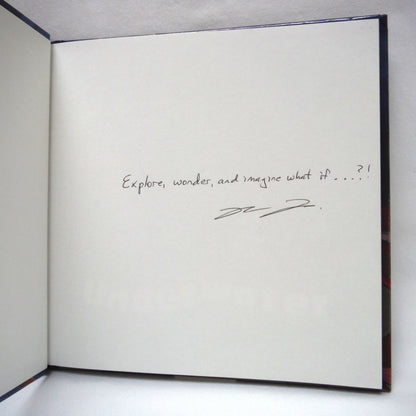 Explore, wonder, and imagine what if . . . . ?!